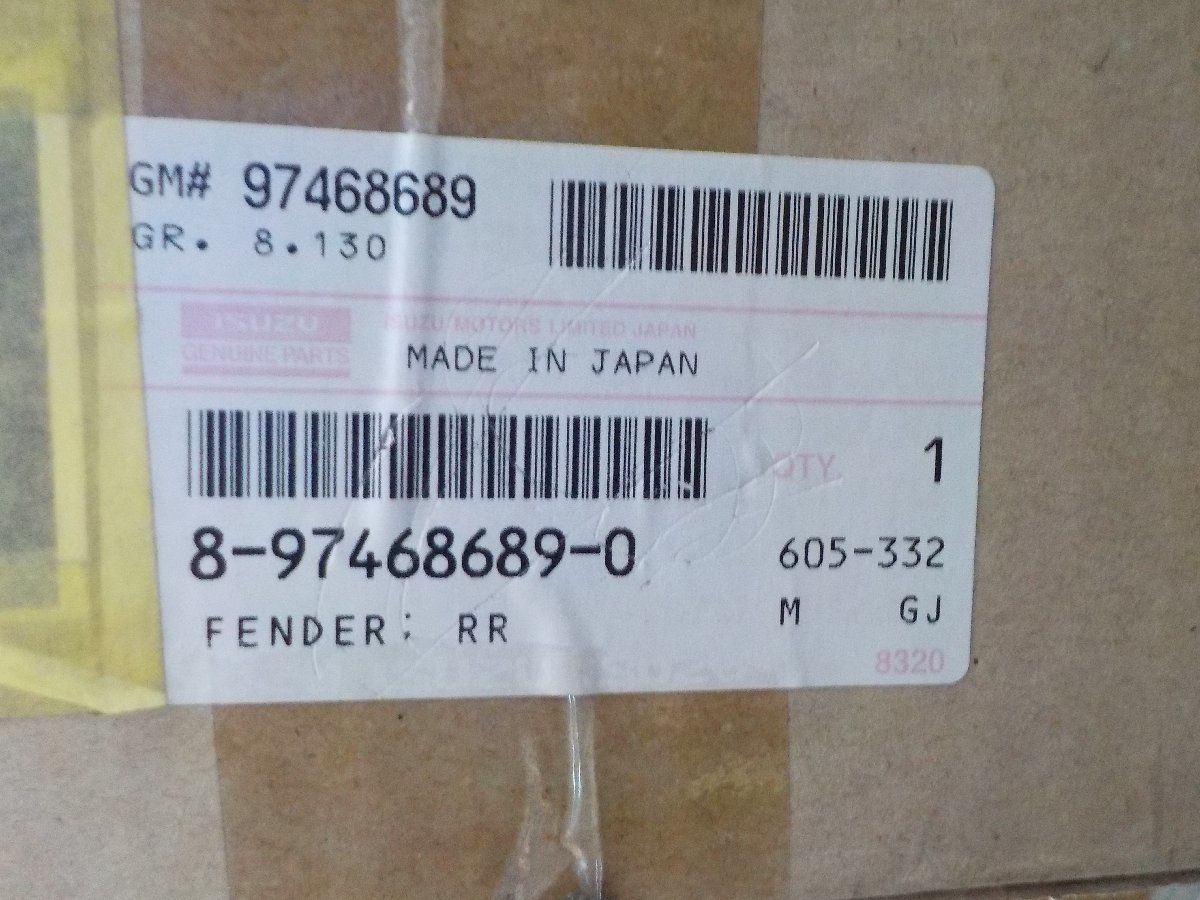 GM# 97468689
GR. 8.130
ISUZU
GENUINE PARTS
ISUZU MOTORS LIMITED JAPAN
MADE IN JAPAN
QTY. 1
8-97468689-0
605-332
FENDER; RR
M GJ
8320